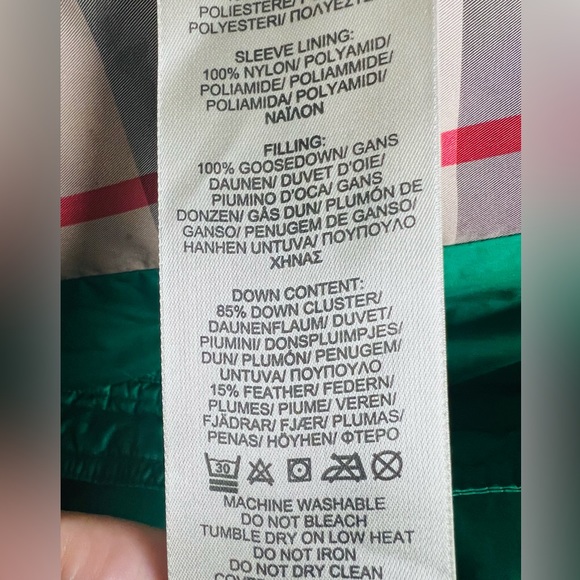 POLIESTERE/ POLYEST
POLYESTERI/ ΠΟΛΥΕΣΤ
SLEEVE LINING:
100% NYLON/ POLYAMID/
POLIAMIDE/ POLIAMMIDE/
POLIAMIDA/ POLYAMIDI/
ΝΑΪΛΟΝ
FILLING:
100% GOOSEDOWN/ GANS
DAUNEN/ DUVET D'OIE/
PIUMINO D'OCA/ GANS
DONZEN/ GÅS DUN/ PLUMÓN DE
GANSO/ PENUGEM DE GANSO/
HANHEN UNTUVA/ ΠΟΥΠΟΥΛΟ
ΧΗΝΑΣ
DOWN CONTENT:
85% DOWN CLUSTER/
DAUNENFLAUM/ DUVET/
PIUMINI/ DONSPLUIMPJES/
DUN/ PLUMÓN/ PENUGEM/
UNTUVA/ ΠΟΥΠΟΥΛΟ
15% FEATHER/ FEDERN/
PLUMES/ PIUME/ VEREN/
FJÄDRAR/ FJÆR/ PLUMAS/
PENAS/ HÖYHEN/ ΦΤΕΡΟ
30
MACHINE WASHABLE
DO NOT BLEACH
TUMBLE DRY ON LOW HEAT
DO NOT IRON
DO NOT DRY CLEAN